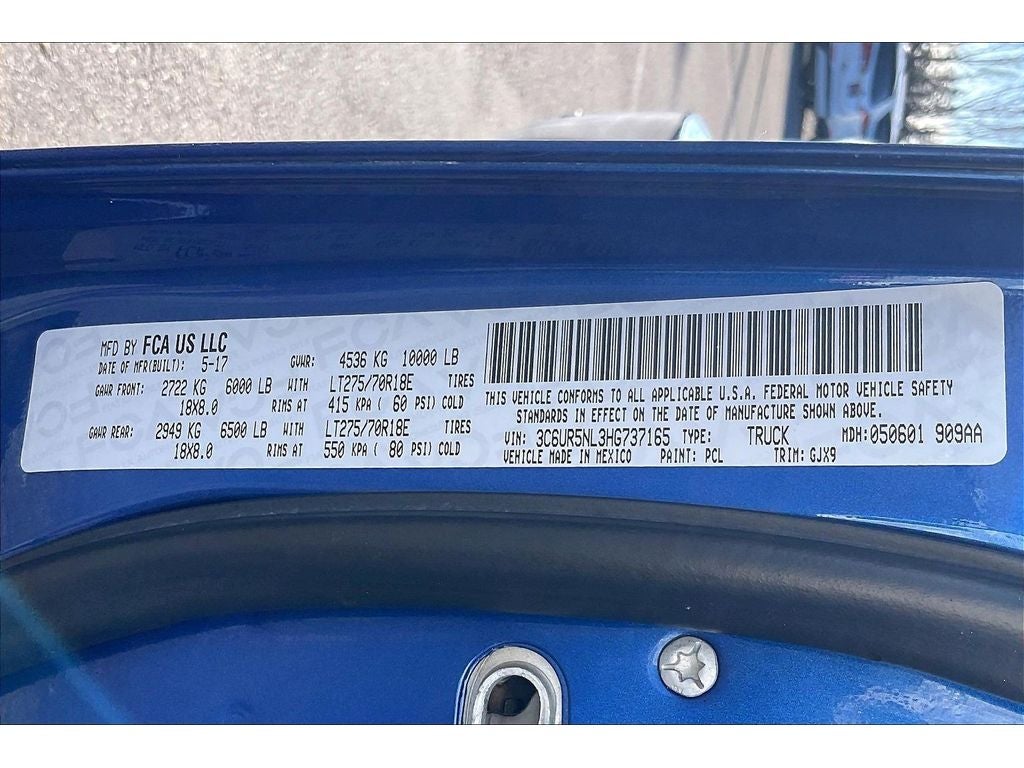 MFD BY FCA US LLC
DATE OF MFR(BUILT): 5-17 GVWR: 4536 KG 10000 LB
GAWR FRONT: 2722 KG 6000 LB WITH LT275/70R18E TIRES
18X8.0 RIMS AT 415 KPA ( 60 PSI) COLD
GAWR REAR: 2949 KG 6500 LB WITH LT275/70R18E TIRES
18X8.0 RIMS AT 550 KPA ( 80 PSI) COLD
THIS VEHICLE CONFORMS TO ALL APPLICABLE U.S.A. FEDERAL MOTOR VEHICLE SAFETY
STANDARDS IN EFFECT ON THE DATE OF MANUFACTURE SHOWN ABOVE.
VIN: 3C6UR5NL3HG737165 TYPE: TRUCK MDH:050601 909AA
VEHICLE MADE IN MEXICO PAINT: PCL TRIM: GJX9